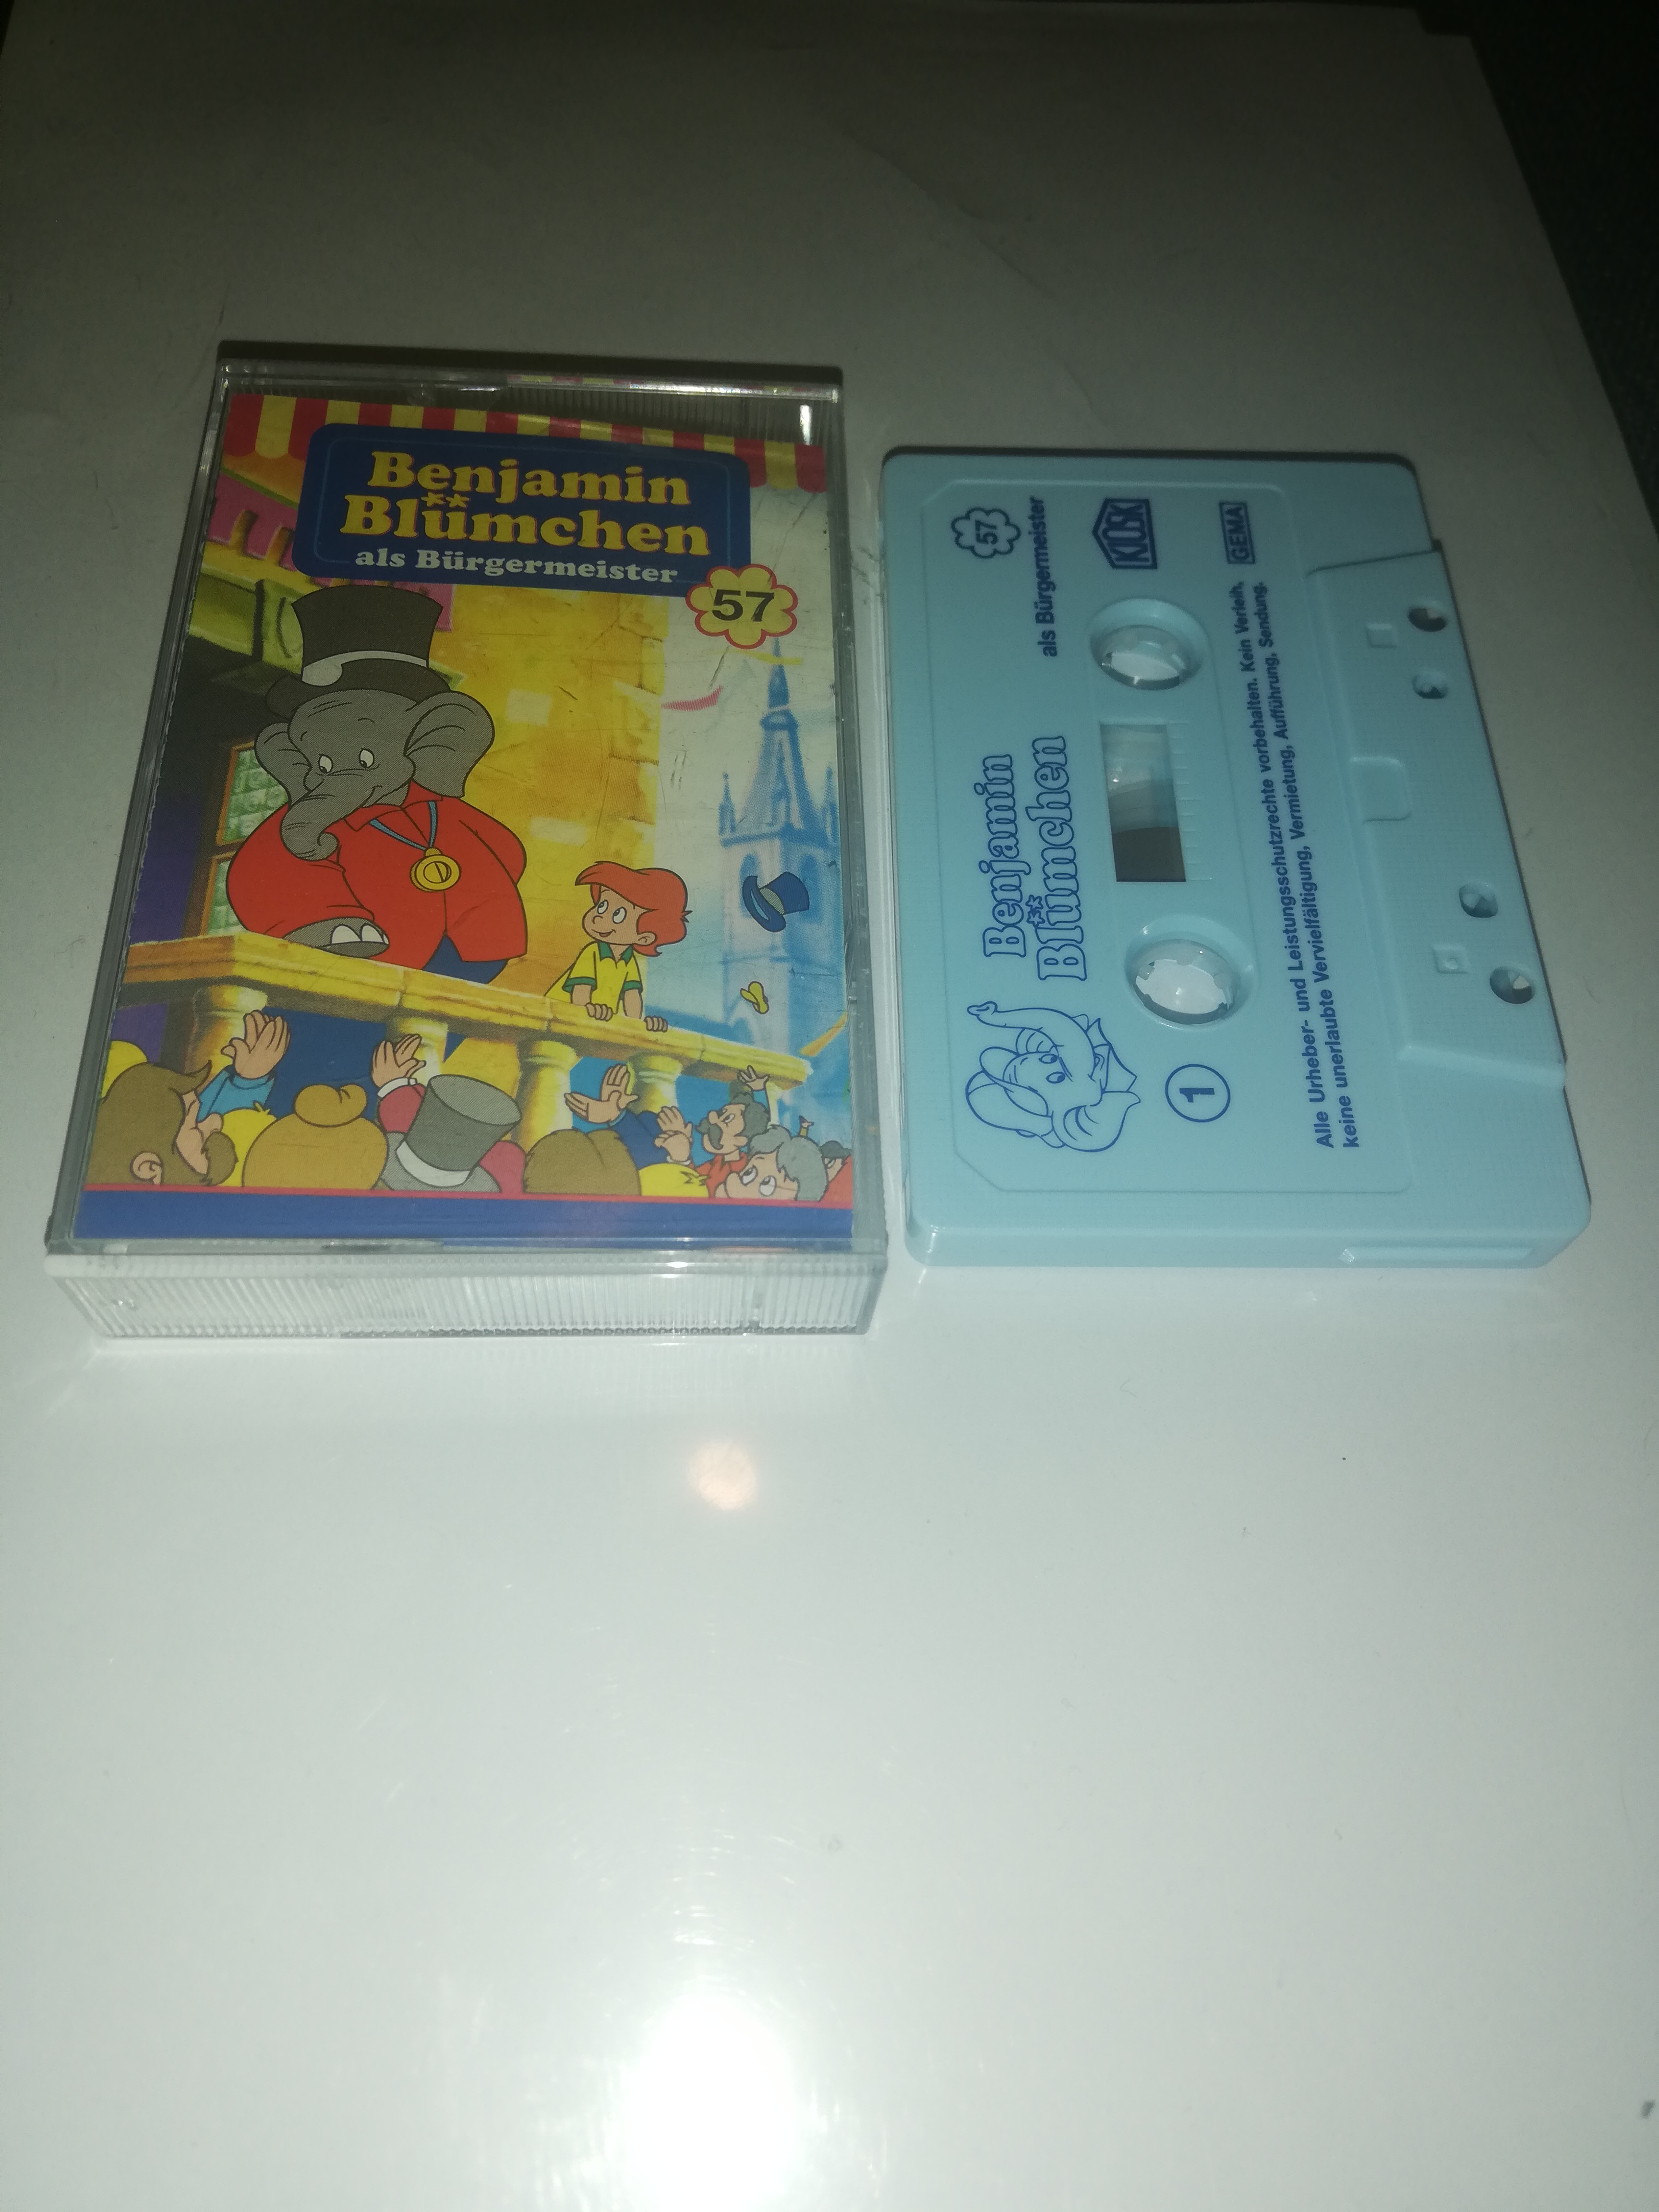 Benjamin
Blümchen
als Bürgermeister
57
57
als Bürgermeister
Benjamin
Blümchen
KIOSK
1
GEMA
Alle Urheber- und Leistungsschutzrechte vorbehalten. Kein Verleih,
keine unerlaubte Vervielfältigung, Vermietung, Aufführung, Sendung.